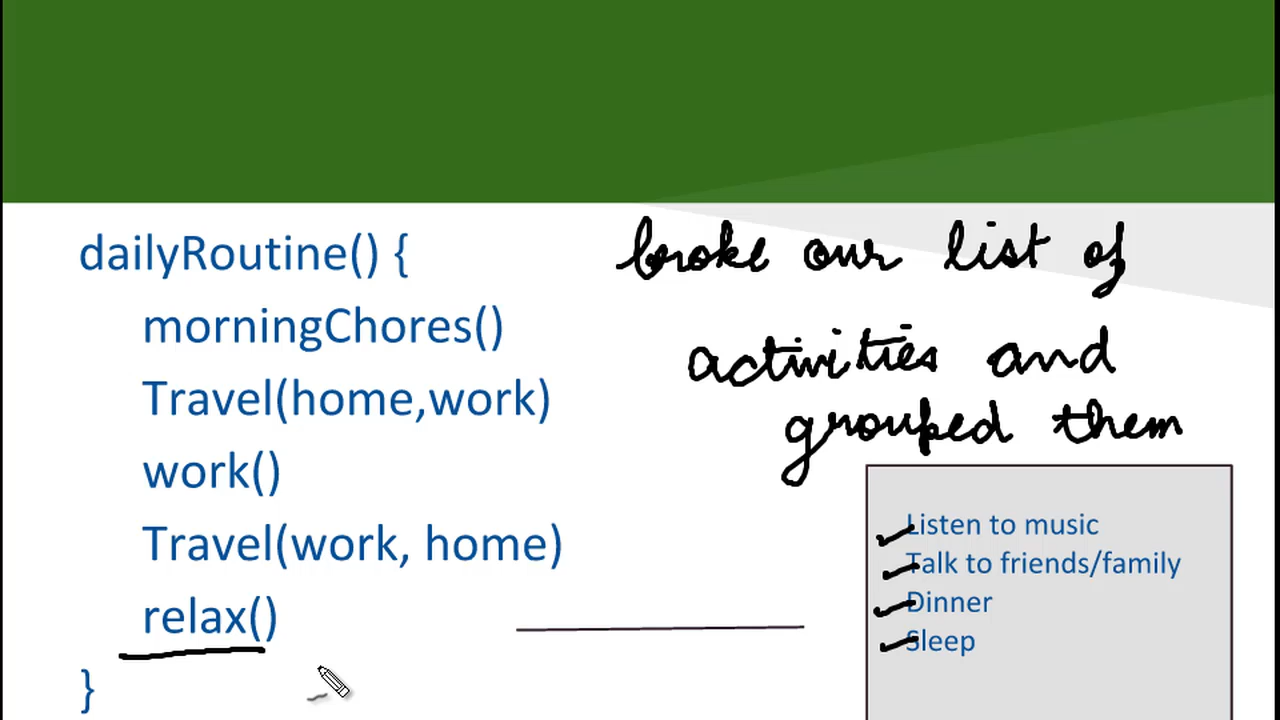 dailyRoutine() {
morningChores()
Travel(home,work)
work()
Travel(work, home)
relax()
}
broke our list of
activities and
grouped them
Listen to music
Talk to friends/family
Dinner
Sleep